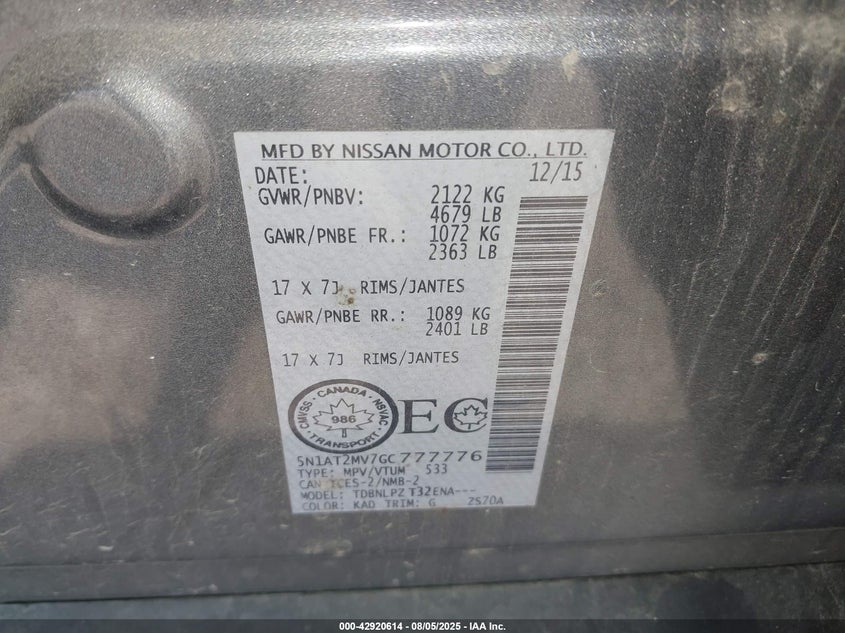 MFD BY NISSAN MOTOR CO., LTD.
DATE: 12/15
GVWR/PNBV: 2122 KG
4679 LB
GAWR/PNBE FR.: 1072 KG
2363 LB
17 X 7J RIMS/JANTES
GAWR/PNBE RR.: 1089 KG
2401 LB
17 X 7J RIMS/JANTES
CANADA
CMVSS NSVAC
986
TRANSPORT
EC
5N1AT2MV7GC777776
TYPE: MPV/VTUM 533
CAN ICES-2/NMB-2
MODEL: TDBNLPZ T32ENA---
COLOR: KAD TRIM: G ZS70A
000-42920614 - 08/05/2025 - IAA Inc.